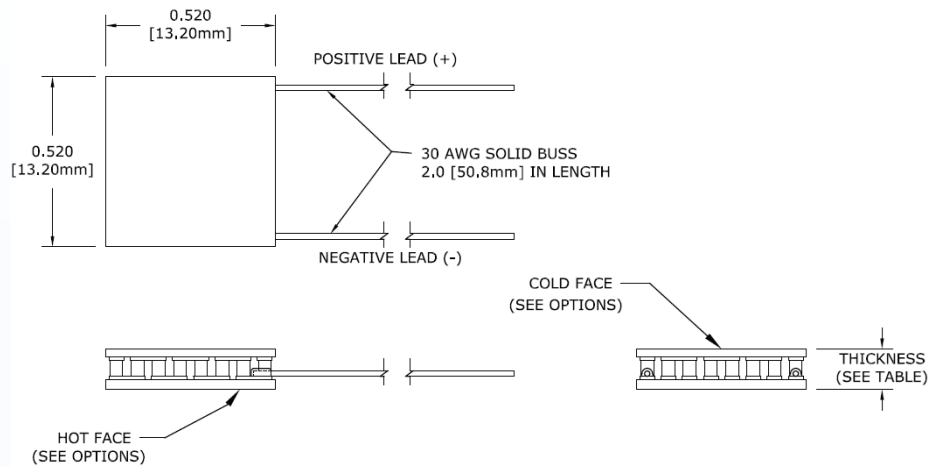 0.520
[13.20mm]
POSITIVE LEAD (+)
0.520
[13.20mm]
30 AWG SOLID BUSS
2.0 [50.8mm] IN LENGTH
NEGATIVE LEAD (-)
COLD FACE
(SEE OPTIONS)
THICKNESS
(SEE TABLE)
HOT FACE
(SEE OPTIONS)